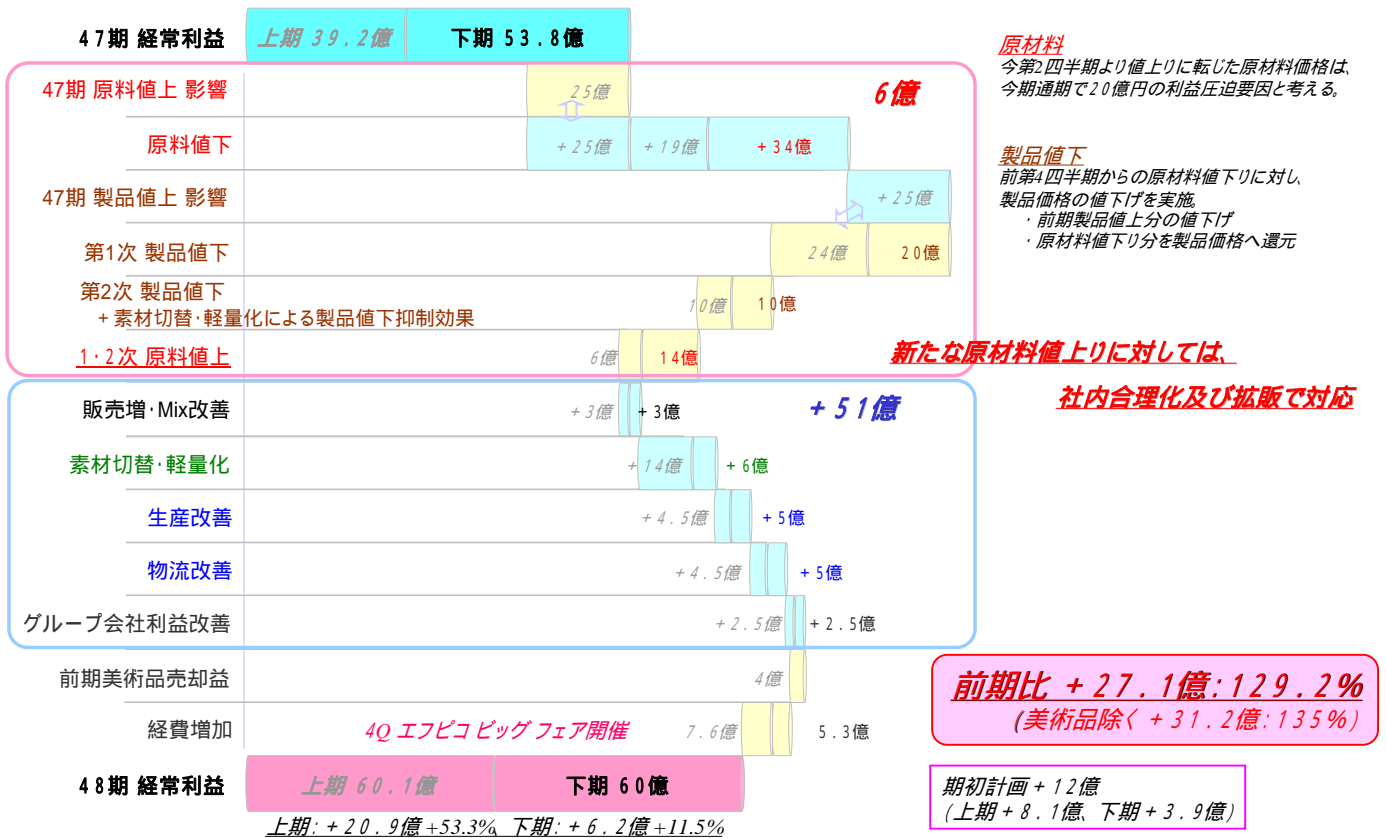 47期 経常利益
上期 39.2億
下期 53.8億
原材料
今第2四半期より値上りに転じた原材料価格は、
今期通期で20億円の利益圧迫要因と考える。
47期 原料値上 影響
25億
6億
原料値下
+25億
+19億
+34億
製品値下
前第4四半期からの原材料値下りに対し、
製品価格の値下げを実施。
・前期製品値上分の値下げ
・原材料値下り分を製品価格へ還元
47期 製品値上 影響
+25億
第1次 製品値下
24億
20億
第2次 製品値下
+素材切替・軽量化による製品値下抑制効果
10億
10億
1・2次 原料値上
6億
14億
新たな原材料値上りに対しては、
社内合理化及び拡販で対応
販売増・Mix改善
+3億
+3億
+51億
素材切替・軽量化
+14億
+6億
生産改善
+4.5億
+5億
物流改善
+4.5億
+5億
グループ会社利益改善
+2.5億
+2.5億
前期美術品売却益
4億
前期比 +27.1億:129.2%
(美術品除く +31.2億:135%)
経費増加
4Q エフピコ ビッグ フェア開催
7.6億
5.3億
48期 経常利益
上期 60.1億
下期 60億
期初計画+12億
(上期+8.1億、下期+3.9億)
上期:+20.9億 +53.3%、下期:+6.2億 +11.5%